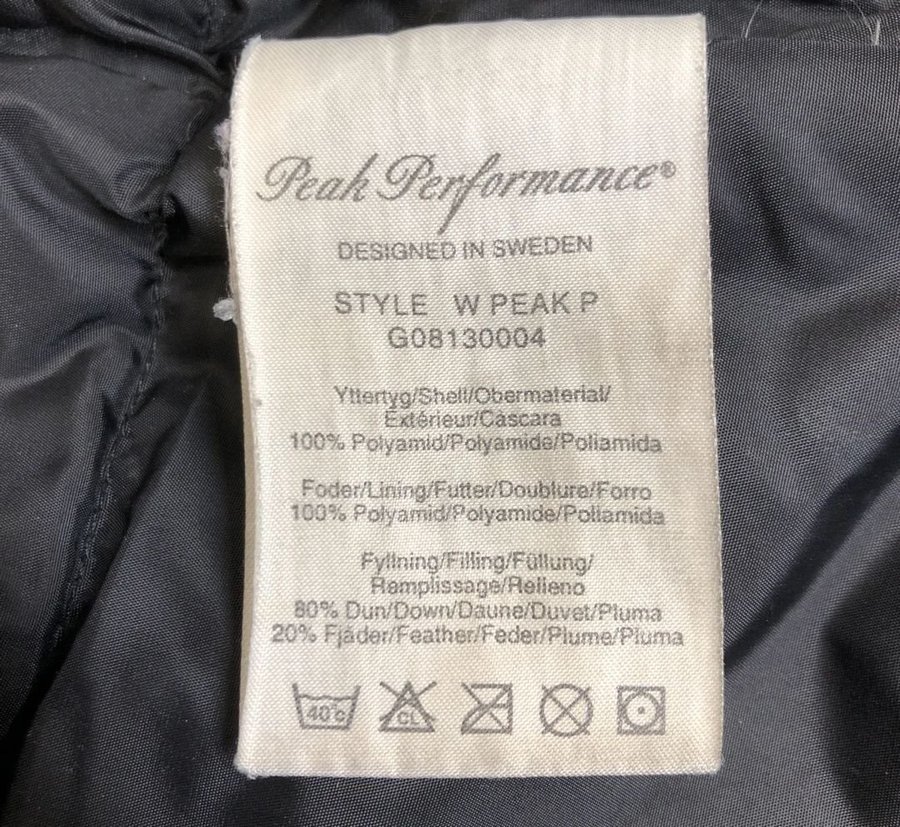 Peak Performance®
DESIGNED IN SWEDEN
STYLE W PEAK P
G08130004
Yttertyg/Shell/Obermaterial/
Extérieur/Cáscara
100% Polyamid/Polyamide/Poliamida
Foder/Lining/Futter/Doublure/Forro
100% Polyamid/Polyamide/Poliamida
Fyllning/Filling/Füllung/
Remplissage/Relleno
80% Dun/Down/Daune/Duvet/Pluma
20% Fjäder/Feather/Feder/Plume/Pluma
40°c CL